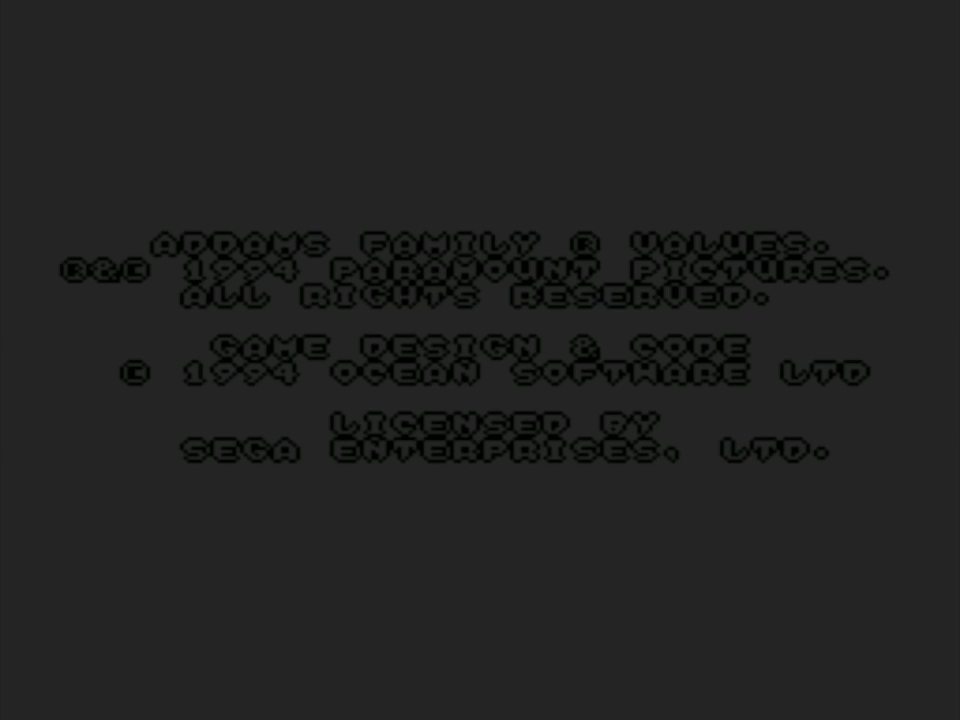 ADDAMS FAMILY ® VALUES.
®&© 1994 PARAMOUNT PICTURES.
ALL RIGHTS RESERVED.
GAME DESIGN & CODE
© 1994 OCEAN SOFTWARE LTD
LICENSED BY
SEGA ENTERPRISES. LTD.